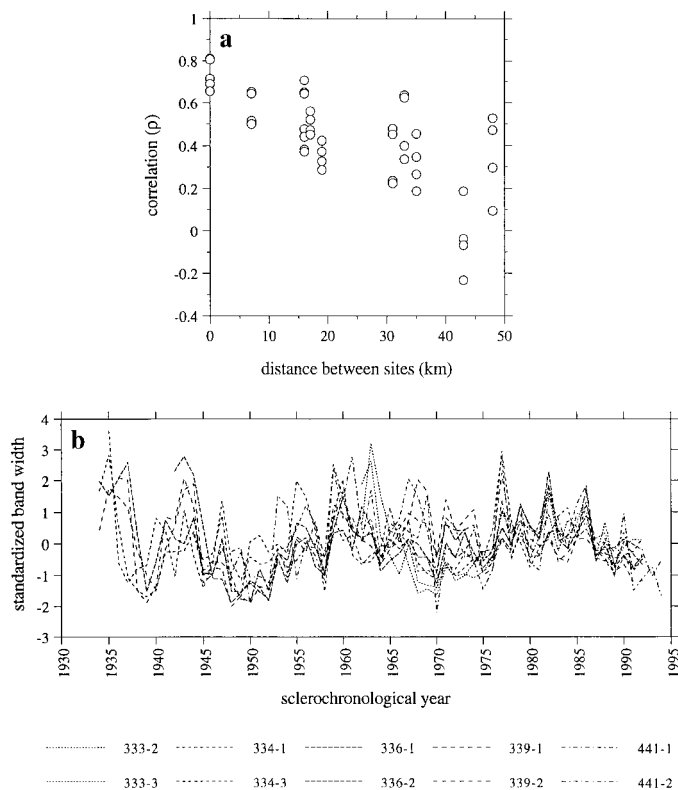 a
1
0.8
0.6
0.4
0.2
0
-0.2
-0.4
correlation (ρ)
0 10 20 30 40 50
distance between sites (km)
b
4
3
2
1
0
-1
-2
-3
standardized band width
1930 1935 1940 1945 1950 1955 1960 1965 1970 1975 1980 1985 1990 1995
sclerochronological year
333-2 334-1 336-1 339-1 441-1
333-3 334-3 336-2 339-2 441-2